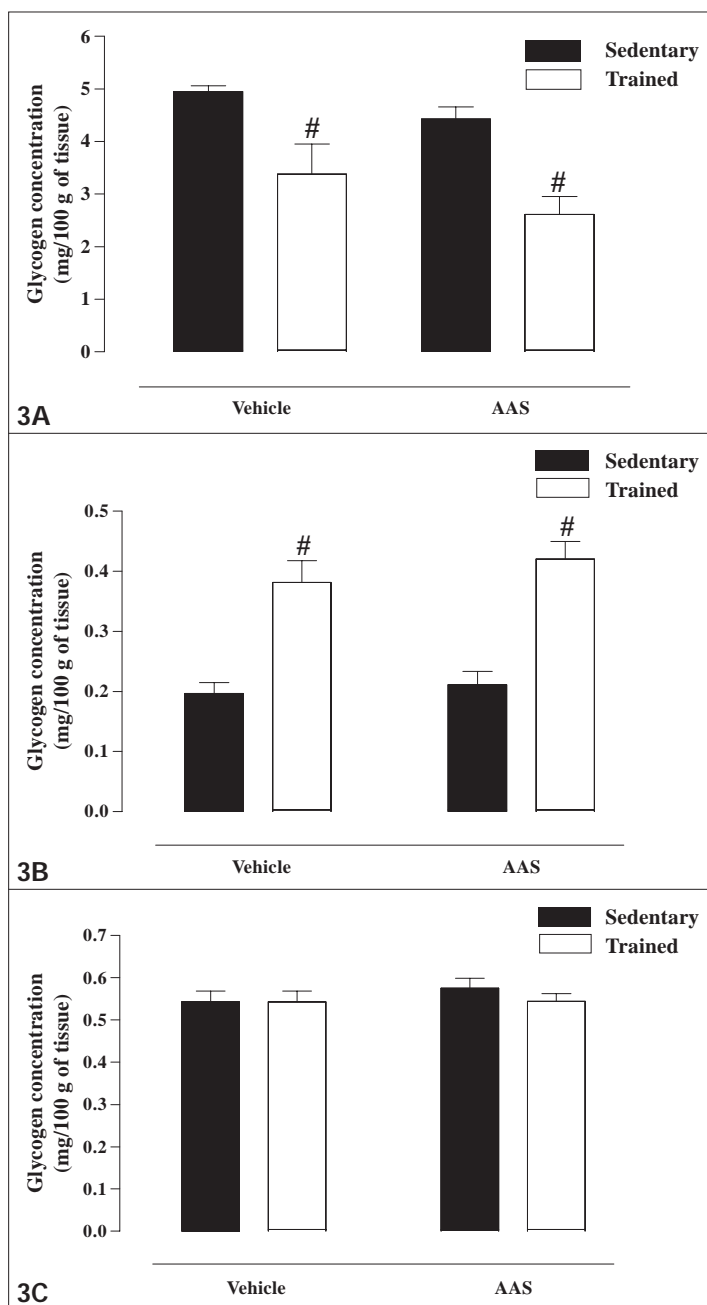 6
5
4
3
2
1
0
Glycogen concentration
(mg/100 g of tissue)
Sedentary
Trained
#
#
Vehicle
AAS
3A
0.5
0.4
0.3
0.2
0.1
0.0
Glycogen concentration
(mg/100 g of tissue)
Sedentary
Trained
#
#
Vehicle
AAS
3B
0.7
0.6
0.5
0.4
0.3
0.2
0.1
0.0
Glycogen concentration
(mg/100 g of tissue)
Sedentary
Trained
Vehicle
AAS
3C